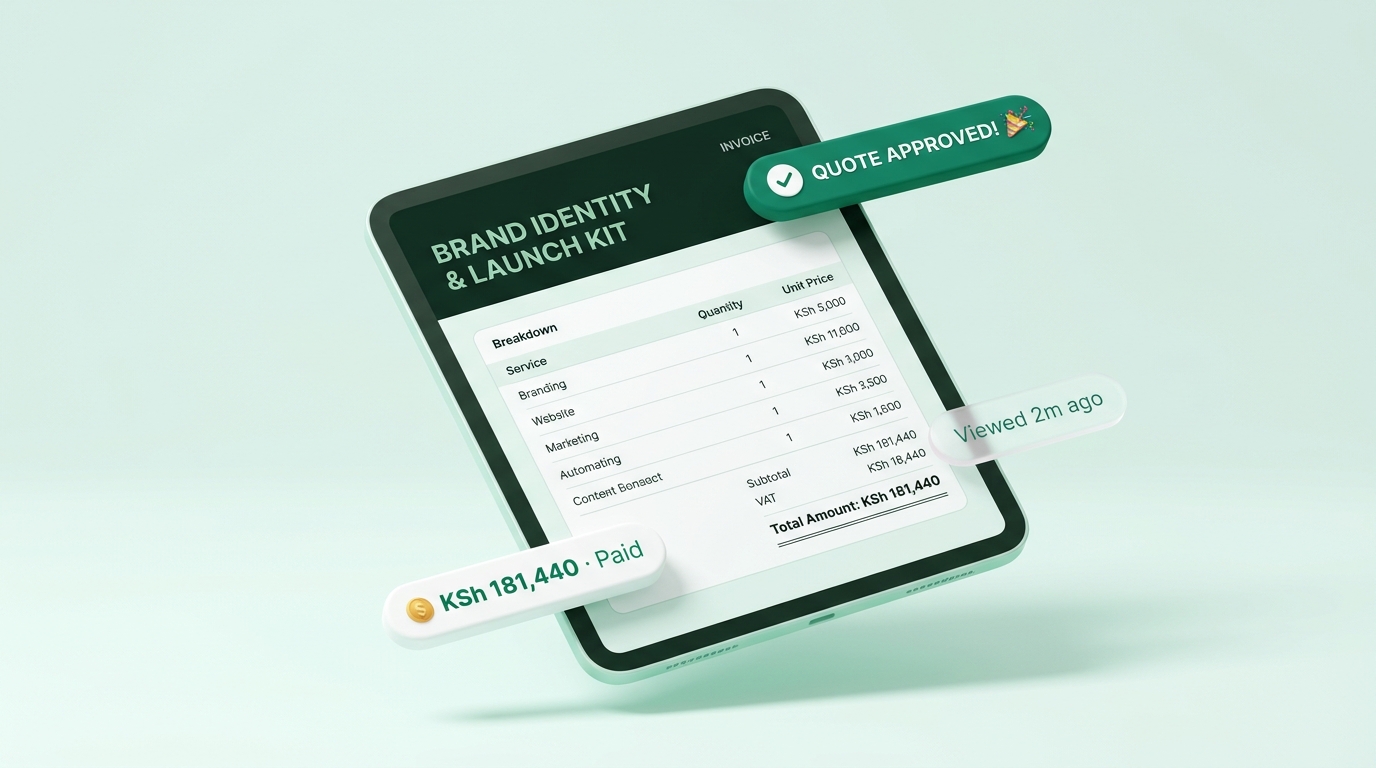 INVOICE
QUOTE APPROVED! 🎉
BRAND IDENTITY
& LAUNCH KIT
Breakdown
Service Quantity Unit Price
Branding 1 KSh 5,000
Website 1 KSh 11,600
Marketing 1 KSh 3,000
Automating 1 KSh 3,500
Content 1 KSh 1,600
Subtotal KSh 181,440
VAT KSh 18,440
Total Amount: KSh 181,440
Viewed 2m ago
KSh 181,440 · Paid